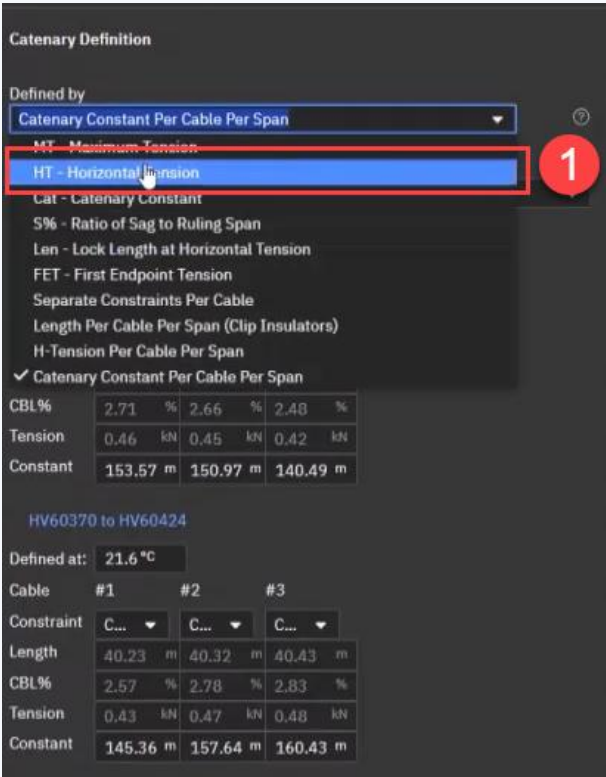 Catenary Definition
Defined by
Catenary Constant Per Cable Per Span
MT - Maximum Tension
HT - Horizontal Tension
1
Cat - Catenary Constant
S% - Ratio of Sag to Ruling Span
Len - Lock Length at Horizontal Tension
FET - First Endpoint Tension
Separate Constraints Per Cable
Length Per Cable Per Span (Clip Insulators)
H-Tension Per Cable Per Span
✓ Catenary Constant Per Cable Per Span
CBL% 2.71 % 2.66 % 2.48 %
Tension 0.46 kN 0.45 kN 0.42 kN
Constant 153.57 m 150.97 m 140.49 m
HV60370 to HV60424
Defined at: 21.6 °C
Cable #1 #2 #3
Constraint C... C... C...
Length 40.23 m 40.32 m 40.43 m
CBL% 2.57 % 2.78 % 2.83 %
Tension 0.43 kN 0.47 kN 0.48 kN
Constant 145.36 m 157.64 m 160.43 m